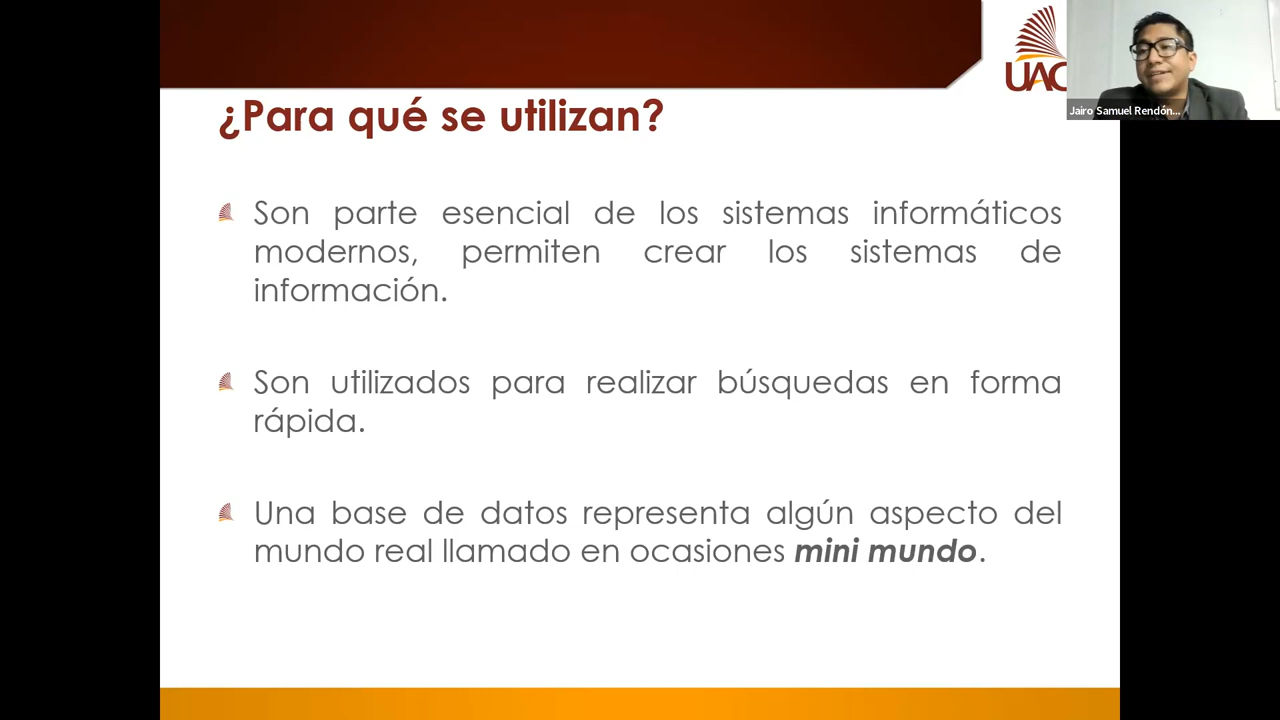 UAC
Jairo Samuel Rendón...
¿Para qué se utilizan?
Son parte esencial de los sistemas informáticos
modernos, permiten crear los sistemas de
información.
Son utilizados para realizar búsquedas en forma
rápida.
Una base de datos representa algún aspecto del
mundo real llamado en ocasiones mini mundo.